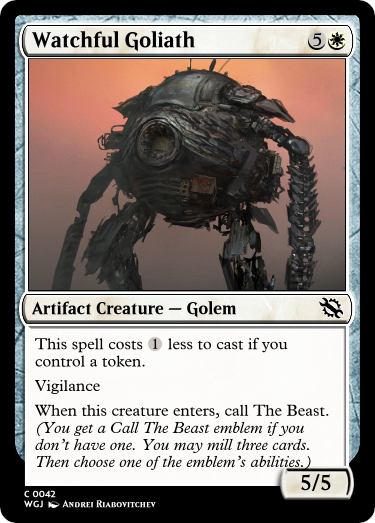 Watchful Goliath 5
Artifact Creature — Golem
This spell costs 1 less to cast if you
control a token.
Vigilance
When this creature enters, call The Beast.
(You get a Call The Beast emblem if you
don't have one. You may mill three cards.
Then choose one of the emblem's abilities.)
5/5
C 0042
WGJ Andrei Riabovitchev